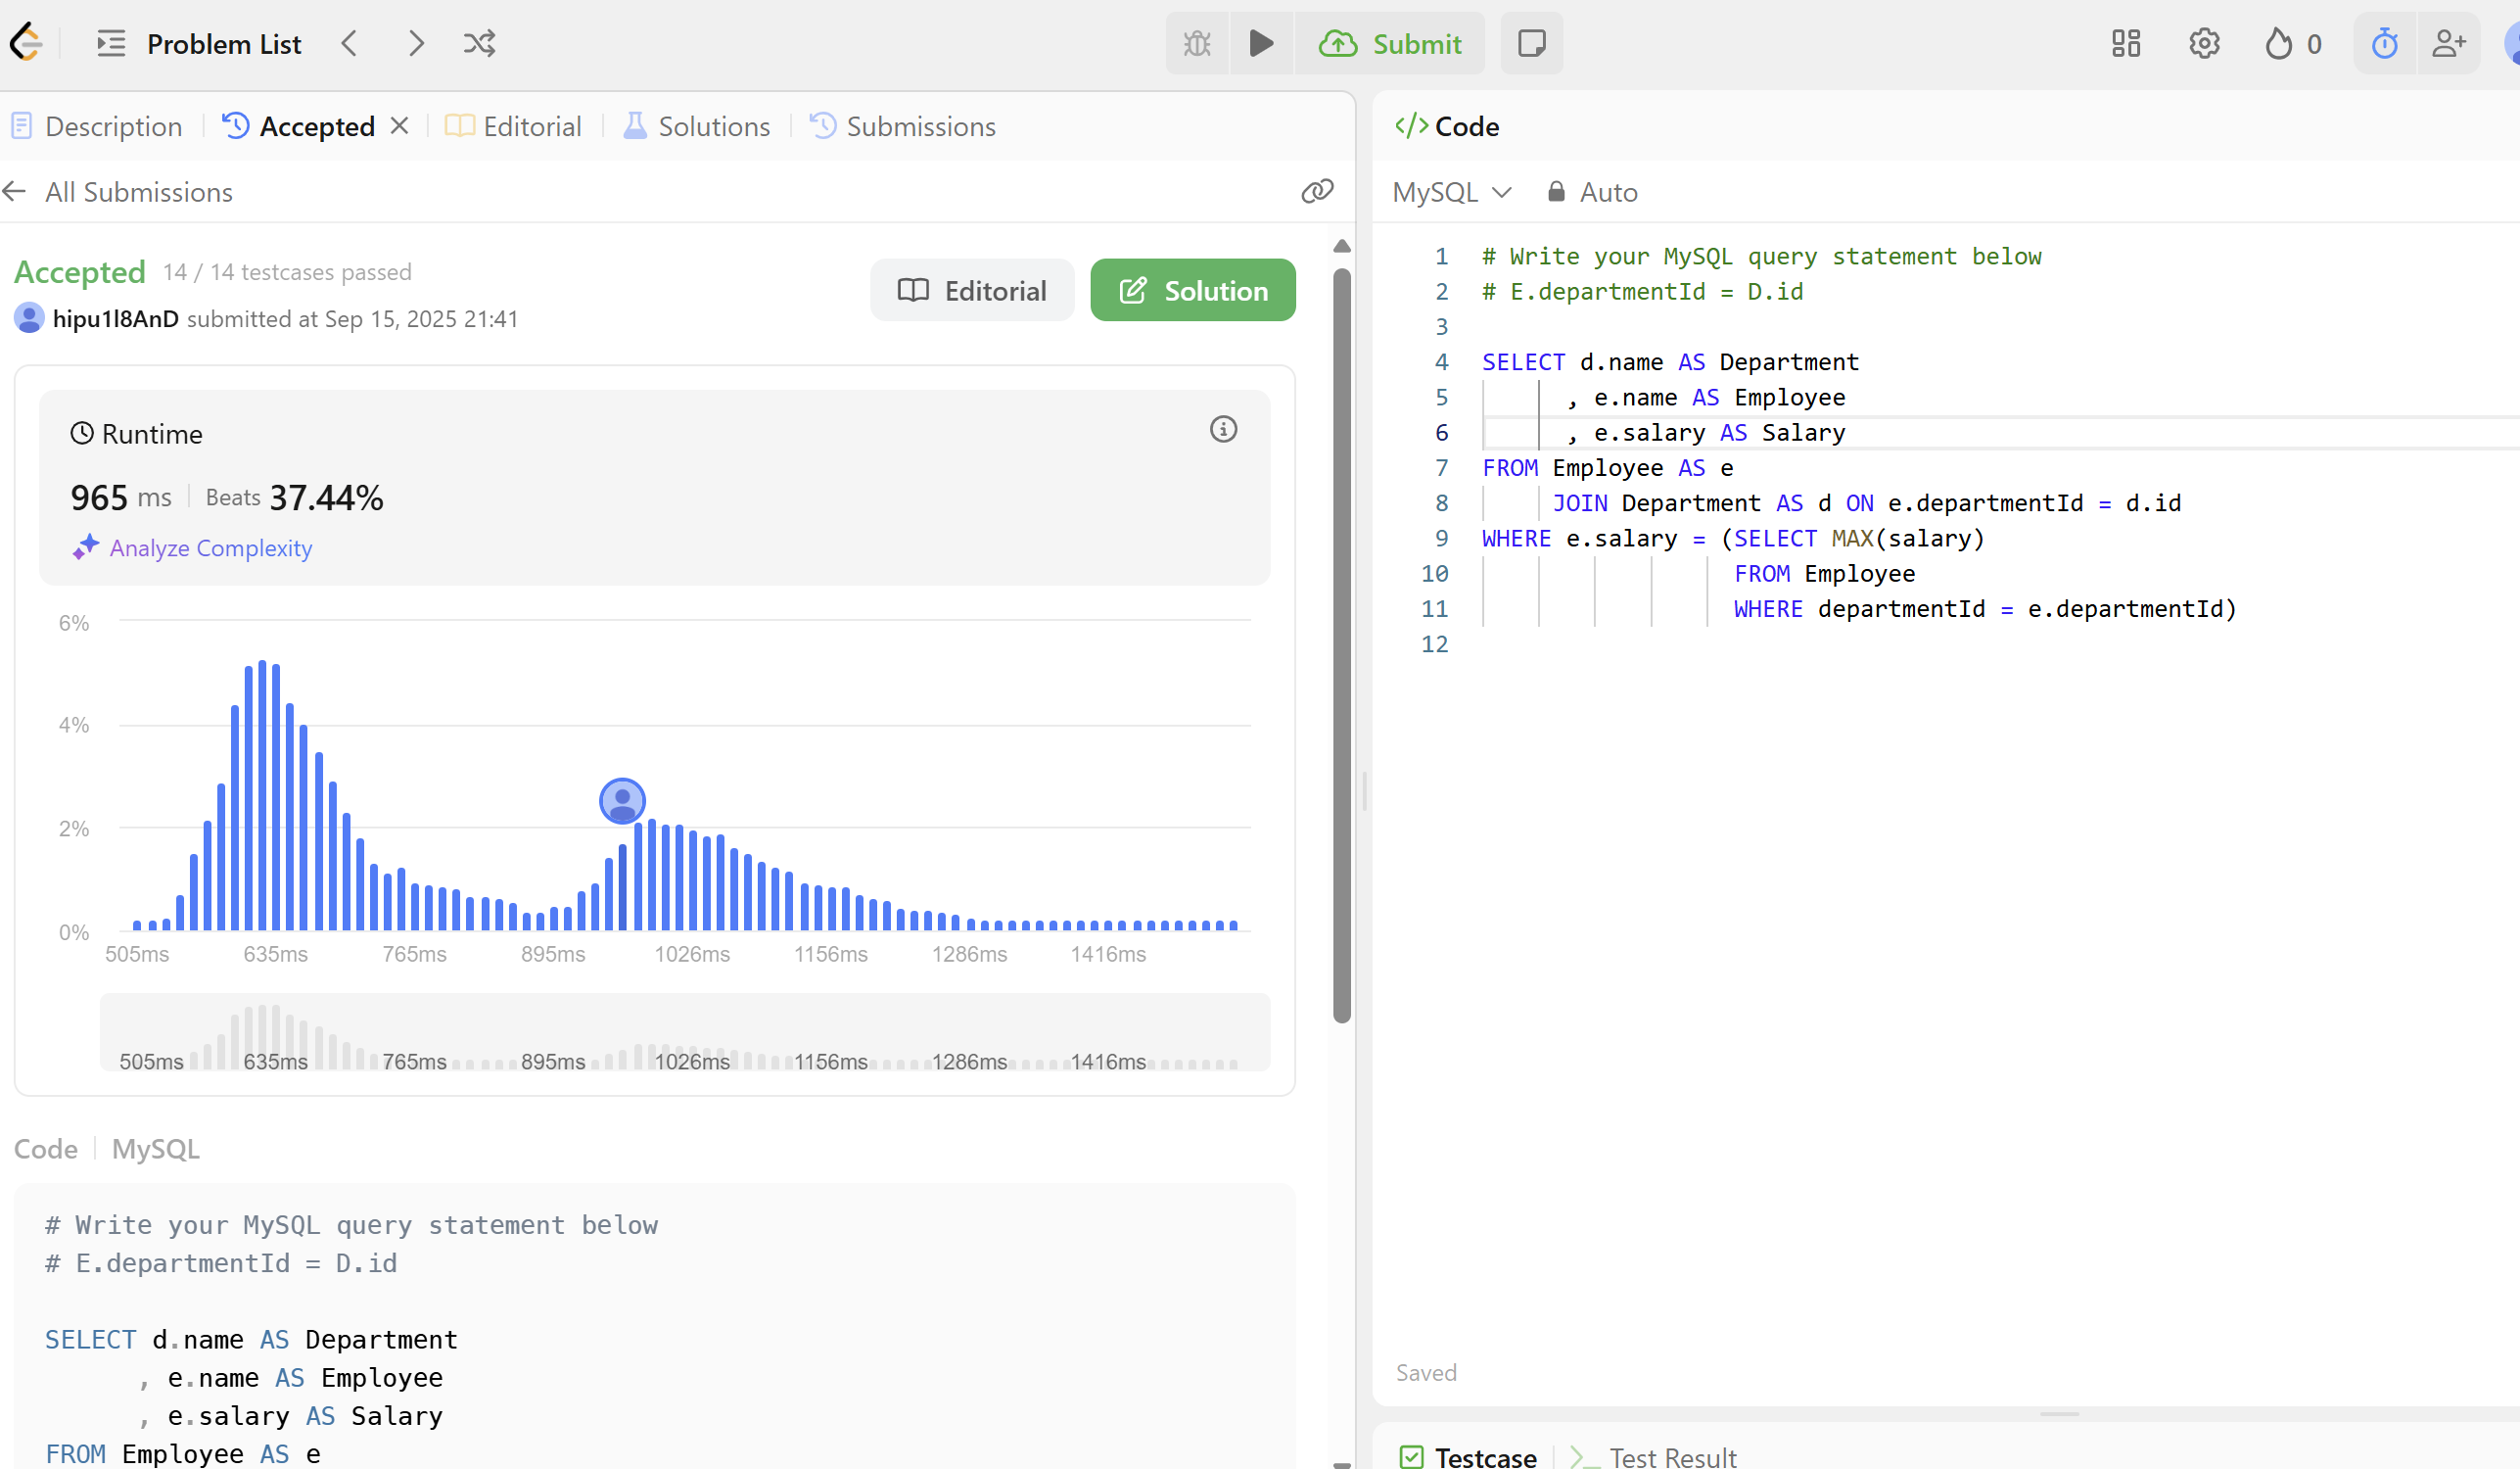 Problem List
Submit
0
Description
Accepted
Editorial
Solutions
Submissions
All Submissions
Accepted 14 / 14 testcases passed
hipu1l8AnD submitted at Sep 15, 2025 21:41
Editorial
Solution
Runtime
965 ms Beats 37.44%
Analyze Complexity
6%
4%
2%
0%
505ms 635ms 765ms 895ms 1026ms 1156ms 1286ms 1416ms
505ms 635ms 765ms 895ms 1026ms 1156ms 1286ms 1416ms
Code MySQL
# Write your MySQL query statement below
# E.departmentId = D.id
SELECT d.name AS Department
, e.name AS Employee
, e.salary AS Salary
FROM Employee AS e
</> Code
MySQL Auto
1 # Write your MySQL query statement below
2 # E.departmentId = D.id
3
4 SELECT d.name AS Department
5 , e.name AS Employee
6 , e.salary AS Salary
7 FROM Employee AS e
8 JOIN Department AS d ON e.departmentId = d.id
9 WHERE e.salary = (SELECT MAX(salary)
10 FROM Employee
11 WHERE departmentId = e.departmentId)
12
Saved
Testcase
Test Result